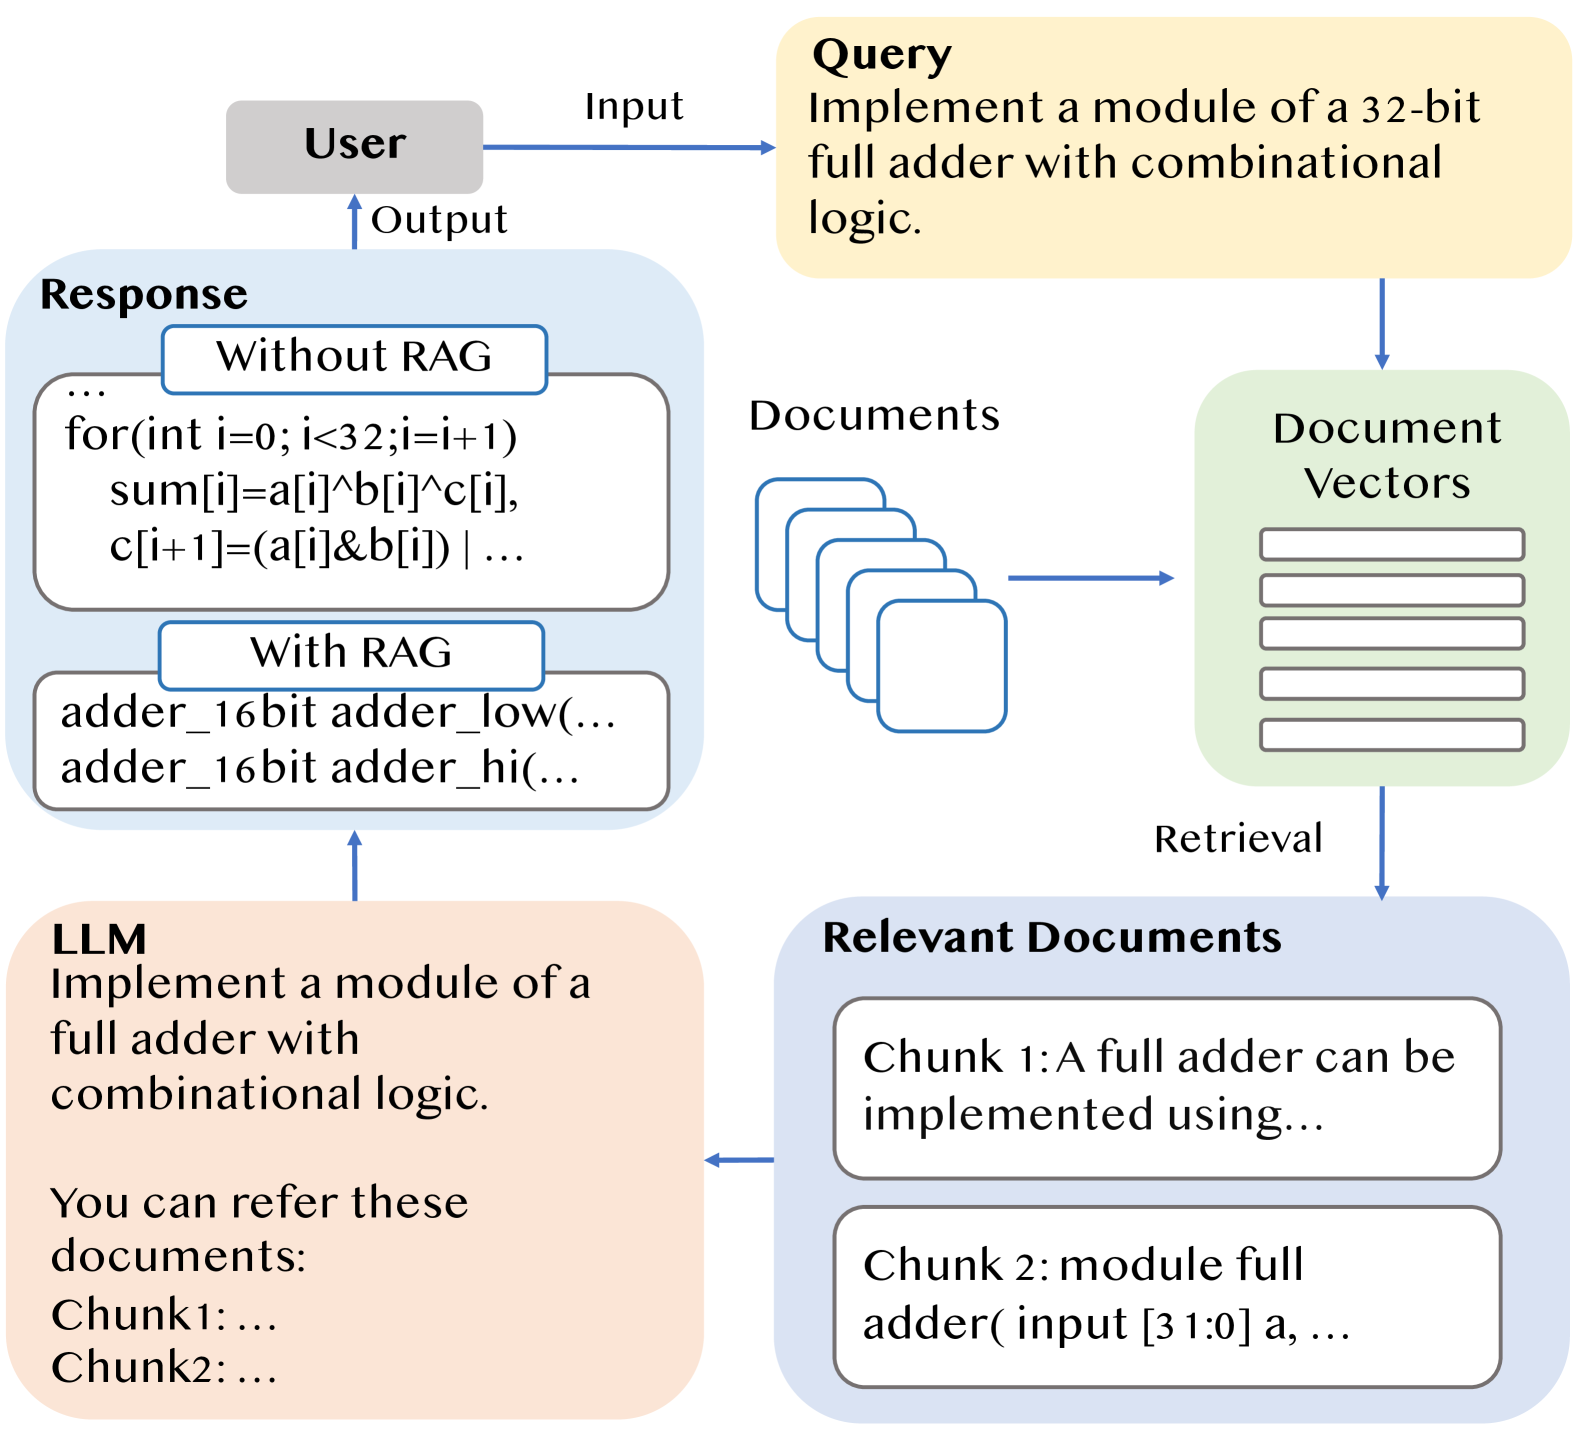 User
Input
Query
Implement a module of a 32-bit
full adder with combinational
logic.
Output
Response
Without RAG
...
for(int i=0; i<32;i=i+1)
sum[i]=a[i]^b[i]^c[i],
c[i+1]=(a[i]&b[i]) | ...
With RAG
adder_16bit adder_low(...
adder_16bit adder_hi(...
Documents
Document
Vectors
Retrieval
Relevant Documents
Chunk 1: A full adder can be
implemented using...
Chunk 2: module full
adder( input [31:0] a, ...
LLM
Implement a module of a
full adder with
combinational logic.
You can refer these
documents:
Chunk1: ...
Chunk2: ...